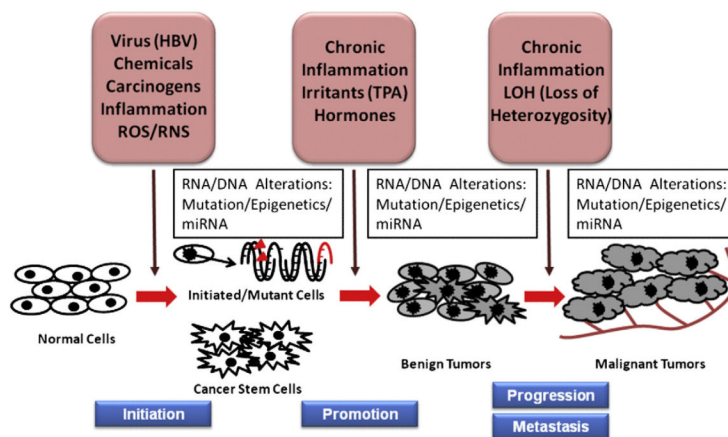 Virus (HBV)
Chemicals
Carcinogens
Inflammation
ROS/RNS
Chronic
Inflammation
Irritants (TPA)
Hormones
Chronic
Inflammation
LOH (Loss of
Heterozygosity)
RNA/DNA Alterations:
Mutation/Epigenetics/
miRNA
RNA/DNA Alterations:
Mutation/Epigenetics/
miRNA
RNA/DNA Alterations:
Mutation/Epigenetics/
miRNA
Normal Cells
Initiated/Mutant Cells
Cancer Stem Cells
Benign Tumors
Malignant Tumors
Initiation
Promotion
Progression
Metastasis